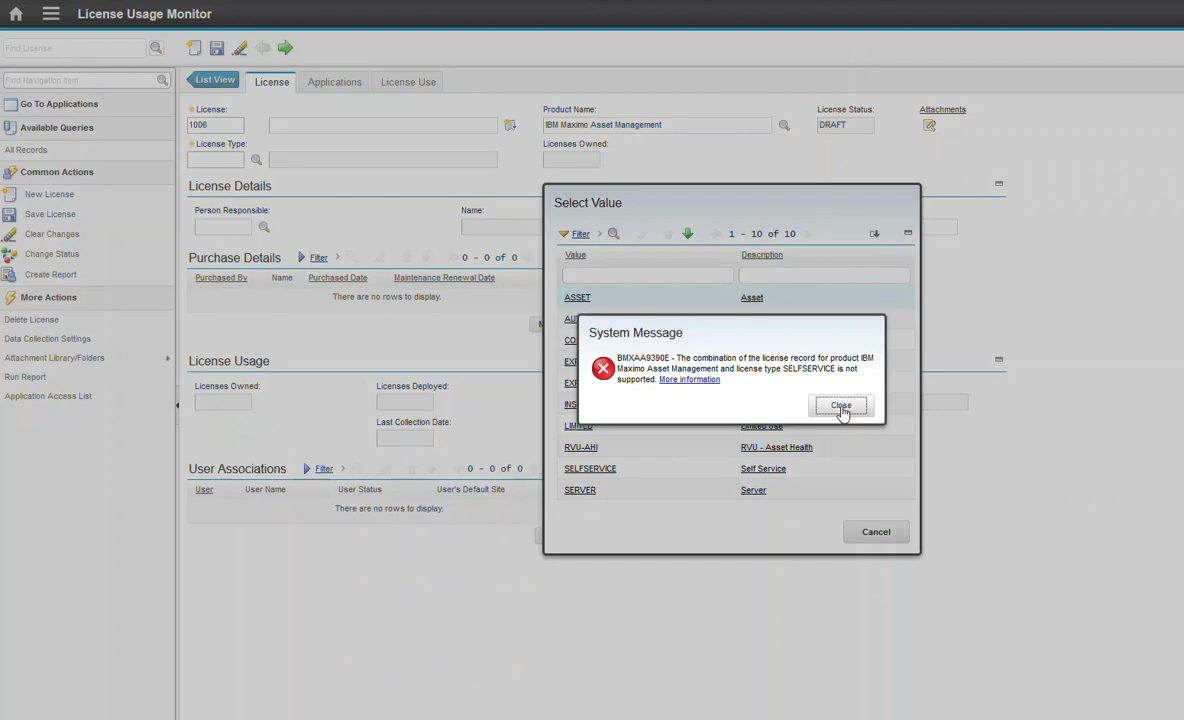 License Usage Monitor
Find License
Find Navigation Item
Go To Applications
Available Queries
All Records
Common Actions
New License
Save License
Clear Changes
Change Status
Create Report
More Actions
Delete License
Data Collection Settings
Attachment Library/Folders
Run Report
Application Access List
List View License Applications License Use
License: Product Name: License Status: Attachments
1006 IBM Maximo Asset Management DRAFT
License Type: Licenses Owned:
License Details
Person Responsible: Name:
Purchase Details Filter 0 - 0 of 0
Purchased By Name Purchased Date Maintenance Renewal Date
There are no rows to display.
License Usage
Licenses Owned: Licenses Deployed:
Last Collection Date:
User Associations Filter 0 - 0 of 0
User User Name User Status User's Default Site
There are no rows to display.
Select Value
Filter 1 - 10 of 10
Value Description
ASSET Asset
System Message
BMXAA9390E - The combination of the license record for product IBM
Maximo Asset Management and license type SELFSERVICE is not
supported. More information
Close
RVU-AHI RVU - Asset Health
SELFSERVICE Self Service
SERVER Server
Cancel